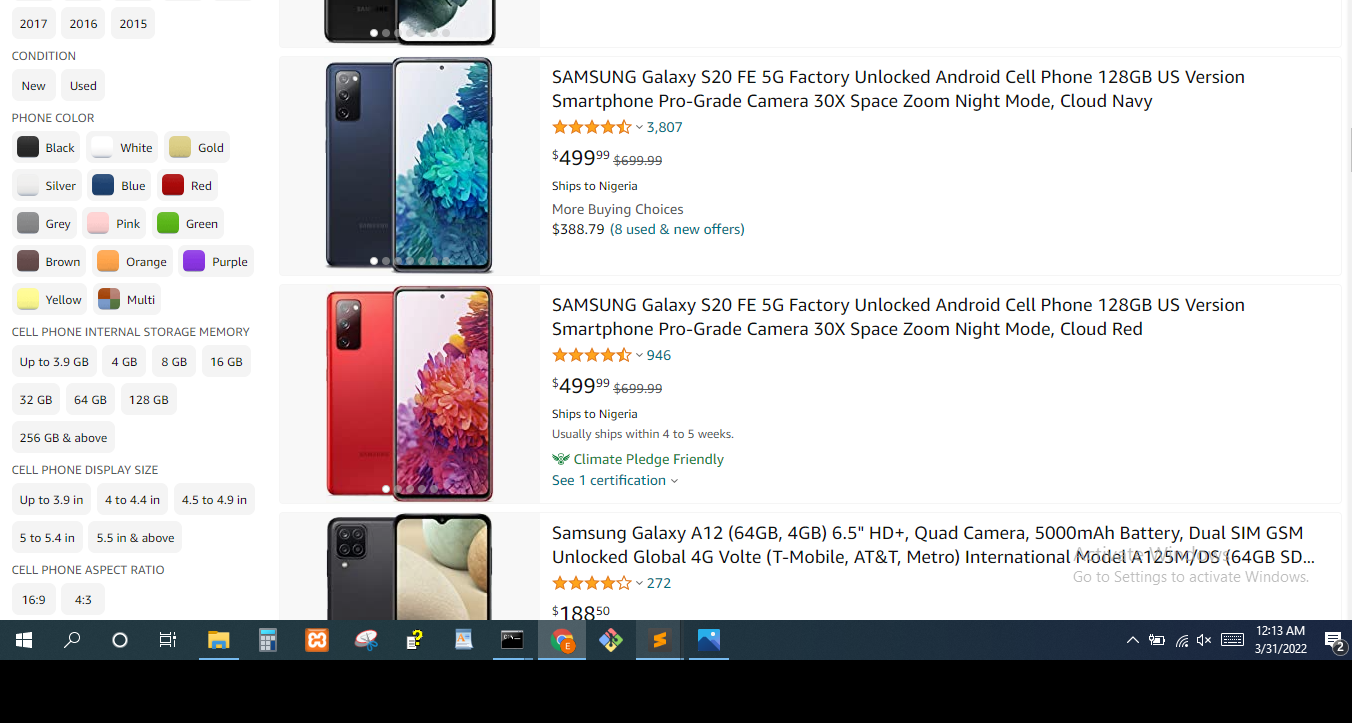 2017 2016 2015
CONDITION
New Used
PHONE COLOR
Black White Gold
Silver Blue Red
Grey Pink Green
Brown Orange Purple
Yellow Multi
CELL PHONE INTERNAL STORAGE MEMORY
Up to 3.9 GB 4 GB 8 GB 16 GB
32 GB 64 GB 128 GB
256 GB & above
CELL PHONE DISPLAY SIZE
Up to 3.9 in 4 to 4.4 in 4.5 to 4.9 in
5 to 5.4 in 5.5 in & above
CELL PHONE ASPECT RATIO
16:9 4:3
SAMSUNG Galaxy S20 FE 5G Factory Unlocked Android Cell Phone 128GB US Version
Smartphone Pro-Grade Camera 30X Space Zoom Night Mode, Cloud Navy
3,807
$49999 $699.99
Ships to Nigeria
More Buying Choices
$388.79 (8 used & new offers)
SAMSUNG
SAMSUNG Galaxy S20 FE 5G Factory Unlocked Android Cell Phone 128GB US Version
Smartphone Pro-Grade Camera 30X Space Zoom Night Mode, Cloud Red
946
$49999 $699.99
Ships to Nigeria
Usually ships within 4 to 5 weeks.
Climate Pledge Friendly
See 1 certification
SAMSUNG
Samsung Galaxy A12 (64GB, 4GB) 6.5" HD+, Quad Camera, 5000mAh Battery, Dual SIM GSM
Unlocked Global 4G Volte (T-Mobile, AT&T, Metro) International Model A125M/DS (64GB SD...
272
$18850
Activate Windows
Go to Settings to activate Windows.
12:13 AM
3/31/2022
2